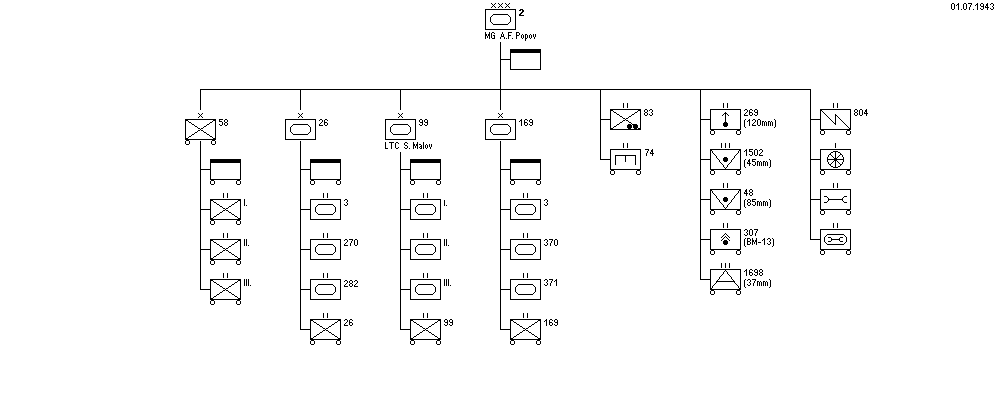 01.07.1943
2
MG A.F. Popov
58
26
99
169
LTC S. Malov
83
74
269
(120mm)
1502
(45mm)
48
(85mm)
307
(BM-13)
1698
(37mm)
804
I.
II.
III.
3
270
282
26
I.
II.
III.
99
3
370
371
169